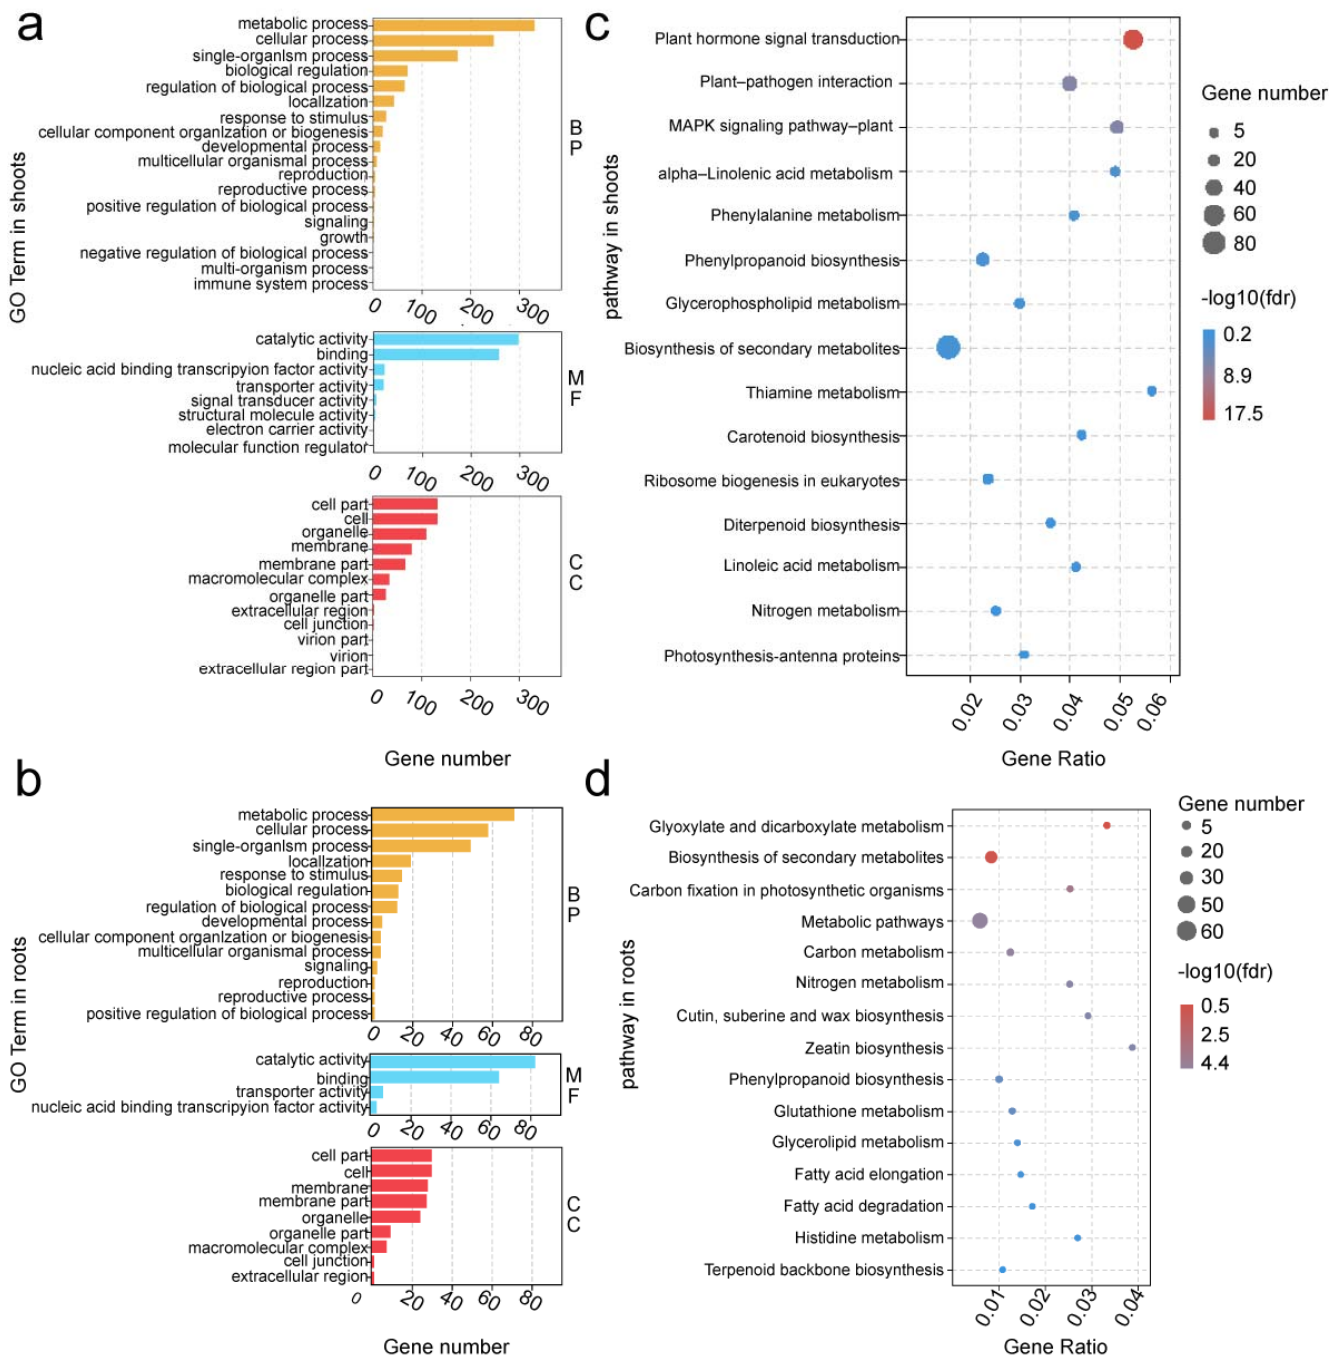 a
GO Term in shoots
metabolic process
cellular process
single-organlsm process
biological regulation
regulation of biological process
locallzation
response to stimulus
cellular component organlzation or biogenesis
developmental process
multicellular organismal process
reproduction
reproductive process
positive regulation of biological process
signaling
growth
negative regulation of biological process
multi-organism process
immune system process
B
P
0 100 200 300
catalytic activity
binding
nucleic acid binding transcripyion factor activity
transporter activity
signal transducer activity
structural molecule activity
electron carrier activity
molecular function regulator
M
F
0 100 200 300
cell part
cell
organelle
membrane
membrane part
macromolecular complex
organelle part
extracellular region
cell junction
virion part
virion
extracellular region part
C
C
0 100 200 300
Gene number
c
pathway in shoots
Plant hormone signal transduction
Plant–pathogen interaction
MAPK signaling pathway–plant
alpha–Linolenic acid metabolism
Phenylalanine metabolism
Phenylpropanoid biosynthesis
Glycerophospholipid metabolism
Biosynthesis of secondary metabolites
Thiamine metabolism
Carotenoid biosynthesis
Ribosome biogenesis in eukaryotes
Diterpenoid biosynthesis
Linoleic acid metabolism
Nitrogen metabolism
Photosynthesis-antenna proteins
0.02 0.03 0.04 0.05 0.06
Gene Ratio
Gene number
5
20
40
60
80
-log10(fdr)
0.2
8.9
17.5
b
GO Term in roots
metabolic process
cellular process
single-organlsm process
locallzation
response to stimulus
biological regulation
regulation of biological process
developmental process
cellular component organlzation or biogenesis
multicellular organismal process
signaling
reproduction
reproductive process
positive regulation of biological process
B
P
0 20 40 60 80
catalytic activity
binding
transporter activity
nucleic acid binding transcripyion factor activity
M
F
0 20 40 60 80
cell part
cell
membrane
membrane part
organelle
organelle part
macromolecular complex
cell junction
extracellular region
C
C
0 20 40 60 80
Gene number
d
pathway in roots
Glyoxylate and dicarboxylate metabolism
Biosynthesis of secondary metabolites
Carbon fixation in photosynthetic organisms
Metabolic pathways
Carbon metabolism
Nitrogen metabolism
Cutin, suberine and wax biosynthesis
Zeatin biosynthesis
Phenylpropanoid biosynthesis
Glutathione metabolism
Glycerolipid metabolism
Fatty acid elongation
Fatty acid degradation
Histidine metabolism
Terpenoid backbone biosynthesis
0.01 0.02 0.03 0.04
Gene Ratio
Gene number
5
20
30
50
60
-log10(fdr)
0.5
2.5
4.4